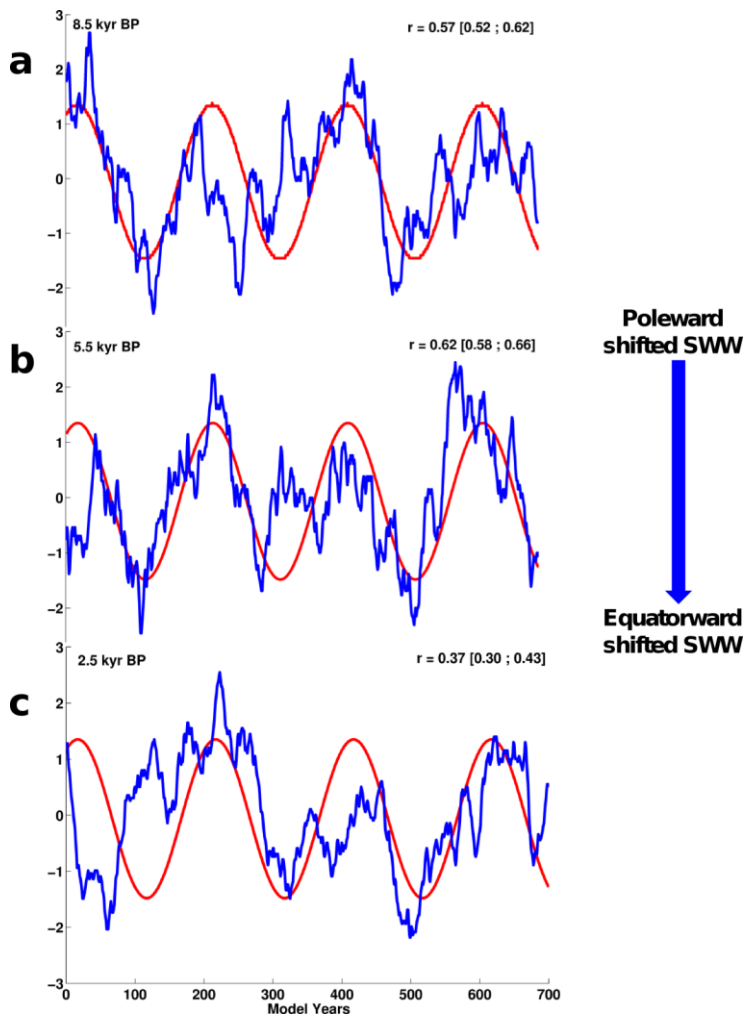 a
8.5 kyr BP
r = 0.57 [0.52 ; 0.62]
3
2
1
0
−1
−2
b
5.5 kyr BP
r = 0.62 [0.58 ; 0.66]
3
2
1
0
−1
−2
c
2.5 kyr BP
r = 0.37 [0.30 ; 0.43]
3
2
1
0
−1
−2
−3
0 100 200 300 400 500 600 700
Model Years
Poleward
shifted SWW
Equatorward
shifted SWW